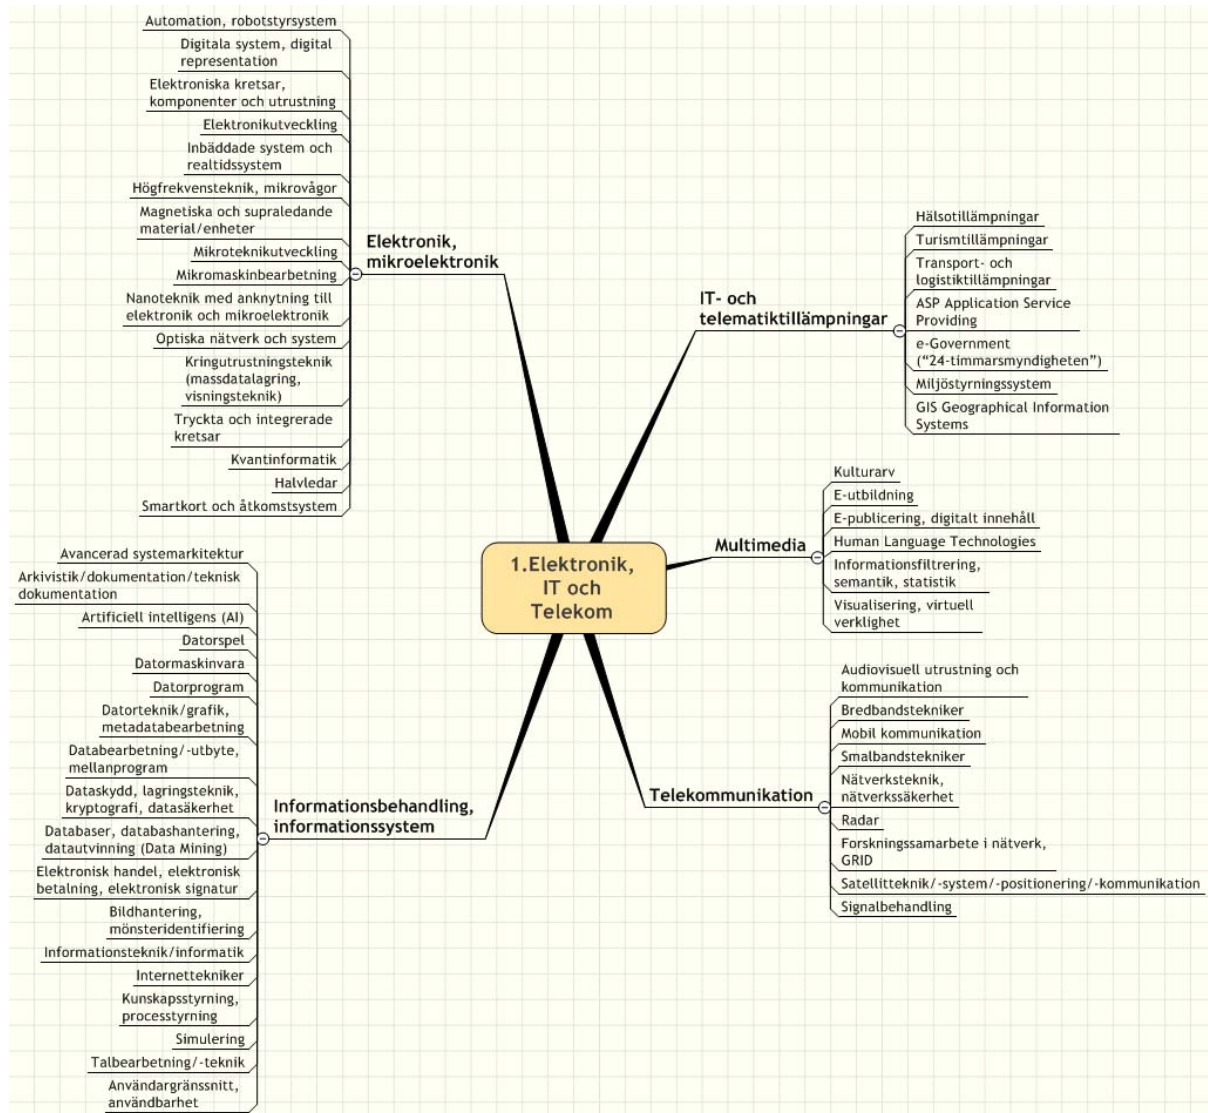 Automation, robotstyrsystem
Digitala system, digital
representation
Elektroniska kretsar,
komponenter och utrustning
Elektronikutveckling
Inbäddade system och
realtidssystem
Högfrekvensteknik, mikrovågor
Magnetiska och supraledande
material/enheter
Mikroteknikutveckling
Mikromaskinbearbetning
Nanoteknik med anknytning till
elektronik och mikroelektronik
Optiska nätverk och system
Kringutrustningsteknik
(massdatalagring,
visningsteknik)
Tryckta och integrerade
kretsar
Kvantinformatik
Halvledar
Smartkort och åtkomstsystem
Elektronik,
mikroelektronik
IT- och
telematiktillämpningar
Hälsotillämpningar
Turismtillämpningar
Transport- och
logistiktillämpningar
ASP Application Service
Providing
e-Government
(“24-timmarsmyndigheten”)
Miljöstyrningssystem
GIS Geographical Information
Systems
1.Elektronik,
IT och
Telekom
Multimedia
Kulturarv
E-utbildning
E-publicering, digitalt innehåll
Human Language Technologies
Informationsfiltrering,
semantik, statistik
Visualisering, virtuell
verklighet
Avancerad systemarkitektur
Arkivistik/dokumentation/teknisk
dokumentation
Artificiell intelligens (AI)
Datorspel
Datormaskinvara
Datorprogram
Datorteknik/grafik,
metadatabearbetning
Databearbetning/-utbyte,
mellanprogram
Dataskydd, lagringsteknik,
kryptografi, datasäkerhet
Databaser, databashantering,
datautvinning (Data Mining)
Elektronisk handel, elektronisk
betalning, elektronisk signatur
Bildhantering,
mönsteridentifiering
Informationsteknik/informatik
Internettekniker
Kunskapsstyrning,
processtyrning
Simulering
Talbearbetning/-teknik
Användargränssnitt,
användbarhet
Informationsbehandling,
informationssystem
Telekommunikation
Audiovisuell utrustning och
kommunikation
Bredbandstekniker
Mobil kommunikation
Smalbandstekniker
Nätverksteknik,
nätverkssäkerhet
Radar
Forskningssamarbete i nätverk,
GRID
Satellitteknik/-system/-positionering/-kommunikation
Signalbehandling